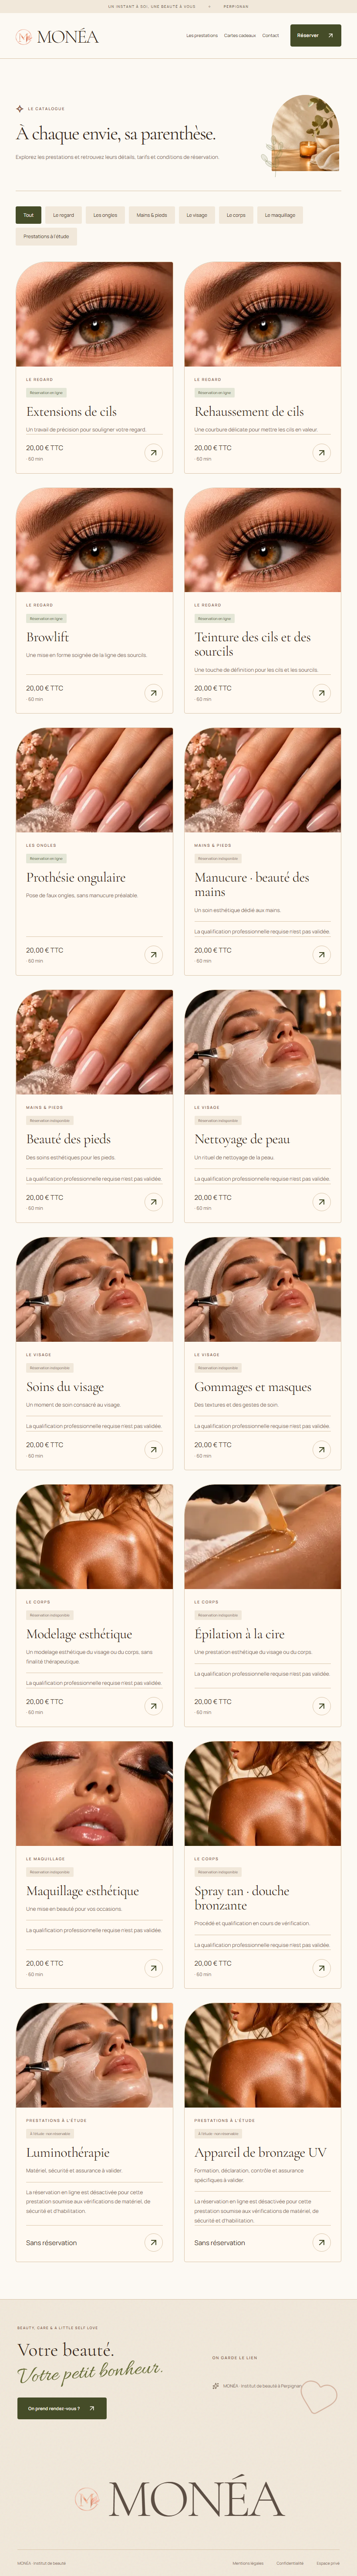 UN INSTANT À SOI, UNE BEAUTÉ À VOUS
PERPIGNAN
MONÉA
Les prestations
Cartes cadeaux
Contact
Réserver
LE CATALOGUE
À chaque envie, sa parenthèse.
Explorez les prestations et retrouvez leurs détails, tarifs et conditions de réservation.
Tout
Le regard
Les ongles
Mains & pieds
Le visage
Le corps
Le maquillage
Prestations à l'étude
LE REGARD
Réservation en ligne
Extensions de cils
Un travail de précision pour souligner votre regard.
20,00 € TTC
· 60 min
LE REGARD
Réservation en ligne
Rehaussement de cils
Une courbure délicate pour mettre les cils en valeur.
20,00 € TTC
· 60 min
LE REGARD
Réservation en ligne
Browlift
Une mise en forme soignée de la ligne des sourcils.
20,00 € TTC
· 60 min
LE REGARD
Réservation en ligne
Teinture des cils et des
sourcils
Une touche de définition pour les cils et les sourcils.
20,00 € TTC
· 60 min
LES ONGLES
Réservation en ligne
Prothésie ongulaire
Pose de faux ongles, sans manucure préalable.
20,00 € TTC
· 60 min
MAINS & PIEDS
Réservation indisponible
Manucure · beauté des
mains
Un soin esthétique dédié aux mains.
La qualification professionnelle requise n'est pas validée.
20,00 € TTC
· 60 min
MAINS & PIEDS
Réservation indisponible
Beauté des pieds
Des soins esthétiques pour les pieds.
La qualification professionnelle requise n'est pas validée.
20,00 € TTC
· 60 min
LE VISAGE
Réservation indisponible
Nettoyage de peau
Un rituel de nettoyage de la peau.
La qualification professionnelle requise n'est pas validée.
20,00 € TTC
· 60 min
LE VISAGE
Réservation indisponible
Soins du visage
Un moment de soin consacré au visage.
La qualification professionnelle requise n'est pas validée.
20,00 € TTC
· 60 min
LE VISAGE
Réservation indisponible
Gommages et masques
Des textures et des gestes de soin.
La qualification professionnelle requise n'est pas validée.
20,00 € TTC
· 60 min
LE CORPS
Réservation indisponible
Modelage esthétique
Un modelage esthétique du visage ou du corps, sans
finalité thérapeutique.
La qualification professionnelle requise n'est pas validée.
20,00 € TTC
· 60 min
LE CORPS
Réservation indisponible
Épilation à la cire
Une prestation esthétique du visage ou du corps.
La qualification professionnelle requise n'est pas validée.
20,00 € TTC
· 60 min
LE MAQUILLAGE
Réservation indisponible
Maquillage esthétique
Une mise en beauté pour vos occasions.
La qualification professionnelle requise n'est pas validée.
20,00 € TTC
· 60 min
LE CORPS
Réservation indisponible
Spray tan · douche
bronzante
Procédé et qualification en cours de vérification.
La qualification professionnelle requise n'est pas validée.
20,00 € TTC
· 60 min
PRESTATIONS À L'ÉTUDE
À l'étude · non réservable
Luminothérapie
Matériel, sécurité et assurance à valider.
La réservation en ligne est désactivée pour cette
prestation soumise aux vérifications de matériel, de
sécurité et d'habilitation.
Sans réservation
PRESTATIONS À L'ÉTUDE
À l'étude · non réservable
Appareil de bronzage UV
Formation, déclaration, contrôle et assurance
spécifiques à valider.
La réservation en ligne est désactivée pour cette
prestation soumise aux vérifications de matériel, de
sécurité et d'habilitation.
Sans réservation
BEAUTY, CARE & A LITTLE SELF LOVE
Votre beauté.
Votre petit bonheur.
On prend rendez-vous ?
ON GARDE LE LIEN
MONÉA · Institut de beauté à Perpignan
MONÉA
MONÉA · Institut de beauté
Mentions légales
Confidentialité
Espace privé